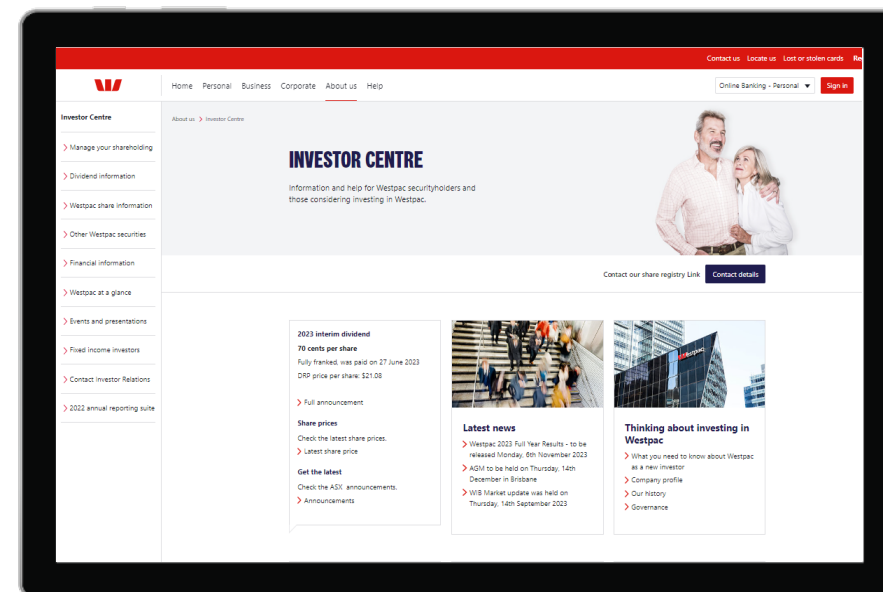 Contact us Locate us Lost or stolen cards
Home Personal Business Corporate About us Help
Online Banking - Personal Sign in
Investor Centre
Manage your shareholding
Dividend information
Westpac share information
Other Westpac securities
Financial information
Westpac at a glance
Events and presentations
Fixed income investors
Contact Investor Relations
2022 annual reporting suite
About us Investor Centre
INVESTOR CENTRE
Information and help for Westpac securityholders and
those considering investing in Westpac.
Contact our share registry Link Contact details
2023 interim dividend
70 cents per share
Fully franked, was paid on 27 June 2023
DRP price per share: $21.08
Full announcement
Share prices
Check the latest share prices.
Latest share price
Get the latest
Check the ASX announcements.
Announcements
Latest news
Westpac 2023 Full Year Results - to be
released Monday, 6th November 2023
AGM to be held on Thursday, 14th
December in Brisbane
WIB Market update was held on
Thursday, 14th September 2023
Westpac
Thinking about investing in
Westpac
What you need to know about Westpac
as a new investor
Company profile
Our history
Governance